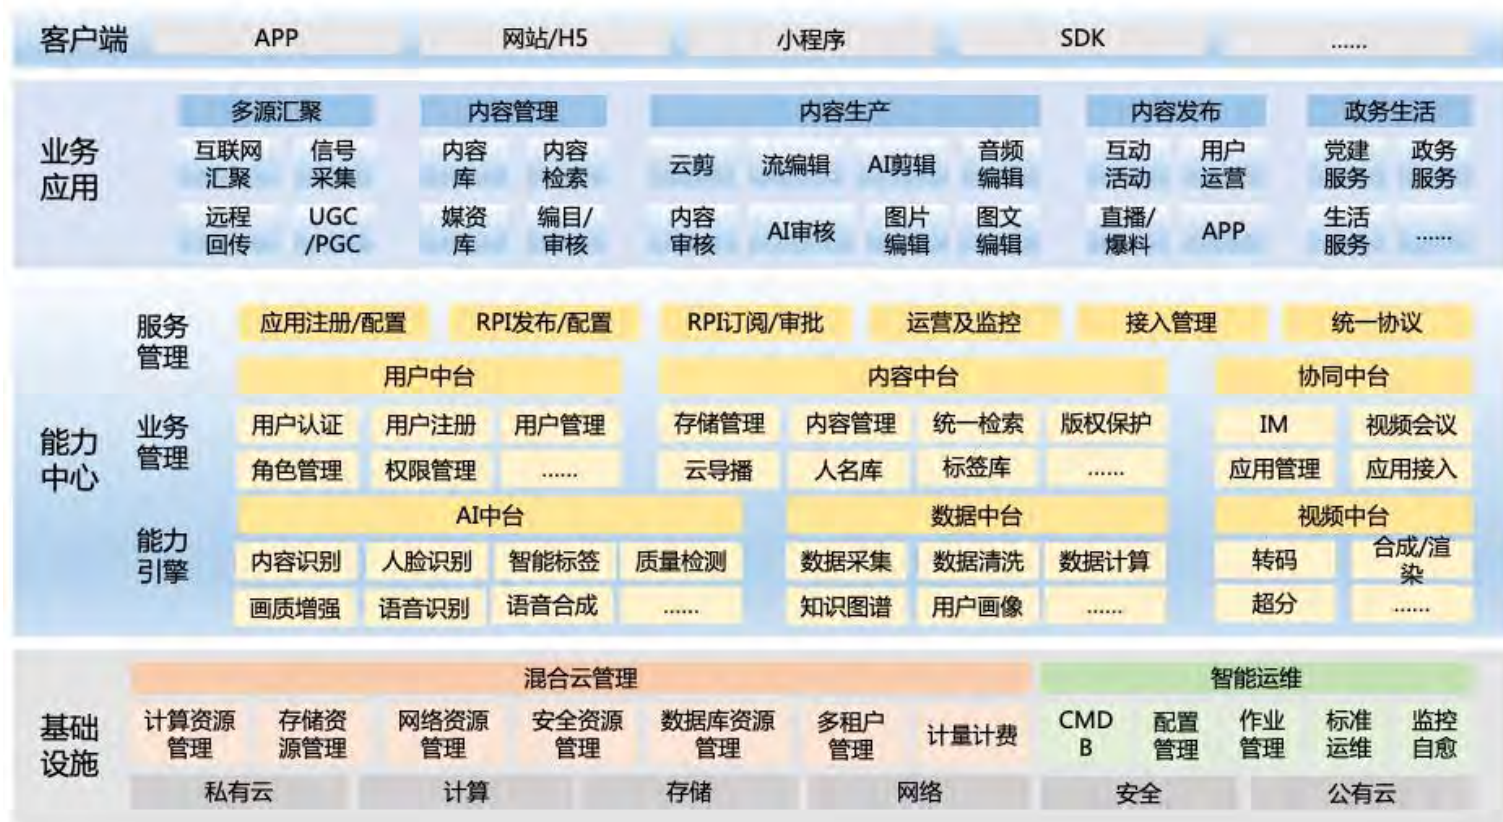 客户端 APP 网站/H5 小程序 SDK ......
业务
应用
多源汇聚 内容管理 内容生产 内容发布 政务生活
互联网
汇聚
信号
采集
内容
库
内容
检索
云剪
流编辑
AI剪辑
音频
编辑
互动
活动
用户
运营
党建
服务
政务
服务
远程
回传
UGC
/PGC
媒资
库
编目/
审核
内容
审核
AI审核
图片
编辑
图文
编辑
直播/
爆料
APP
生活
服务
......
能力
中心
服务
管理
应用注册/配置 RPI发布/配置 RPI订阅/审批 运营及监控 接入管理 统一协议
业务
管理
用户中台 内容中台 协同中台
用户认证 用户注册 用户管理 存储管理 内容管理 统一检索 版权保护 IM 视频会议
角色管理 权限管理 ...... 云导播 人名库 标签库 ...... 应用管理 应用接入
能力
引擎
AI中台 数据中台 视频中台
内容识别 人脸识别 智能标签 质量检测 数据采集 数据清洗 数据计算 转码
合成/渲
染
画质增强 语音识别 语音合成 ...... 知识图谱 用户画像 ...... 超分 ......
基础
设施
混合云管理 智能运维
计算资源
管理
存储资
源管理
网络资源
管理
安全资源
管理
数据库资源
管理
多租户
管理
计量计费
CMD
B
配置
管理
作业
管理
标准
运维
监控
自愈
私有云 计算 存储 网络 安全 公有云